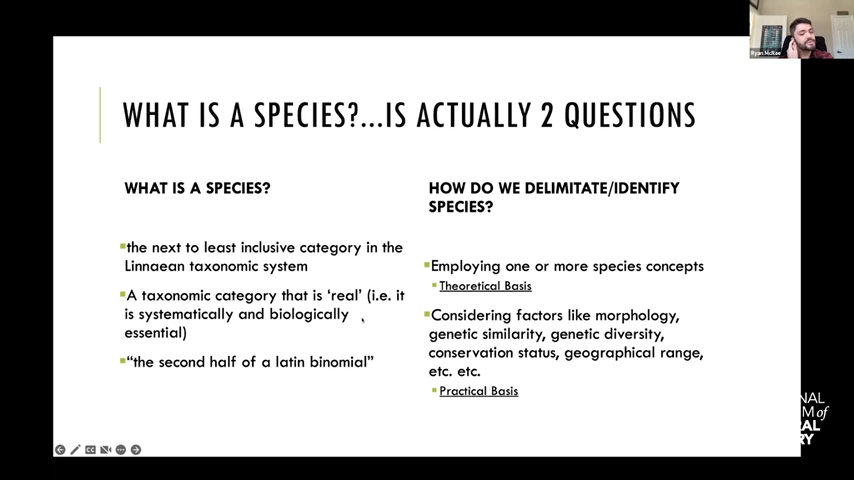 Ryan McRae
WHAT IS A SPECIES?...IS ACTUALLY 2 QUESTIONS
WHAT IS A SPECIES?
▪the next to least inclusive category in the
Linnaean taxonomic system
▪A taxonomic category that is ‘real’ (i.e. it
is systematically and biologically
essential)
▪“the second half of a latin binomial”
HOW DO WE DELIMITATE/IDENTIFY
SPECIES?
▪Employing one or more species concepts
▪Theoretical Basis
▪Considering factors like morphology,
genetic similarity, genetic diversity,
conservation status, geographical range,
etc. etc.
▪Practical Basis
NAL
M of
AL
RY
CC